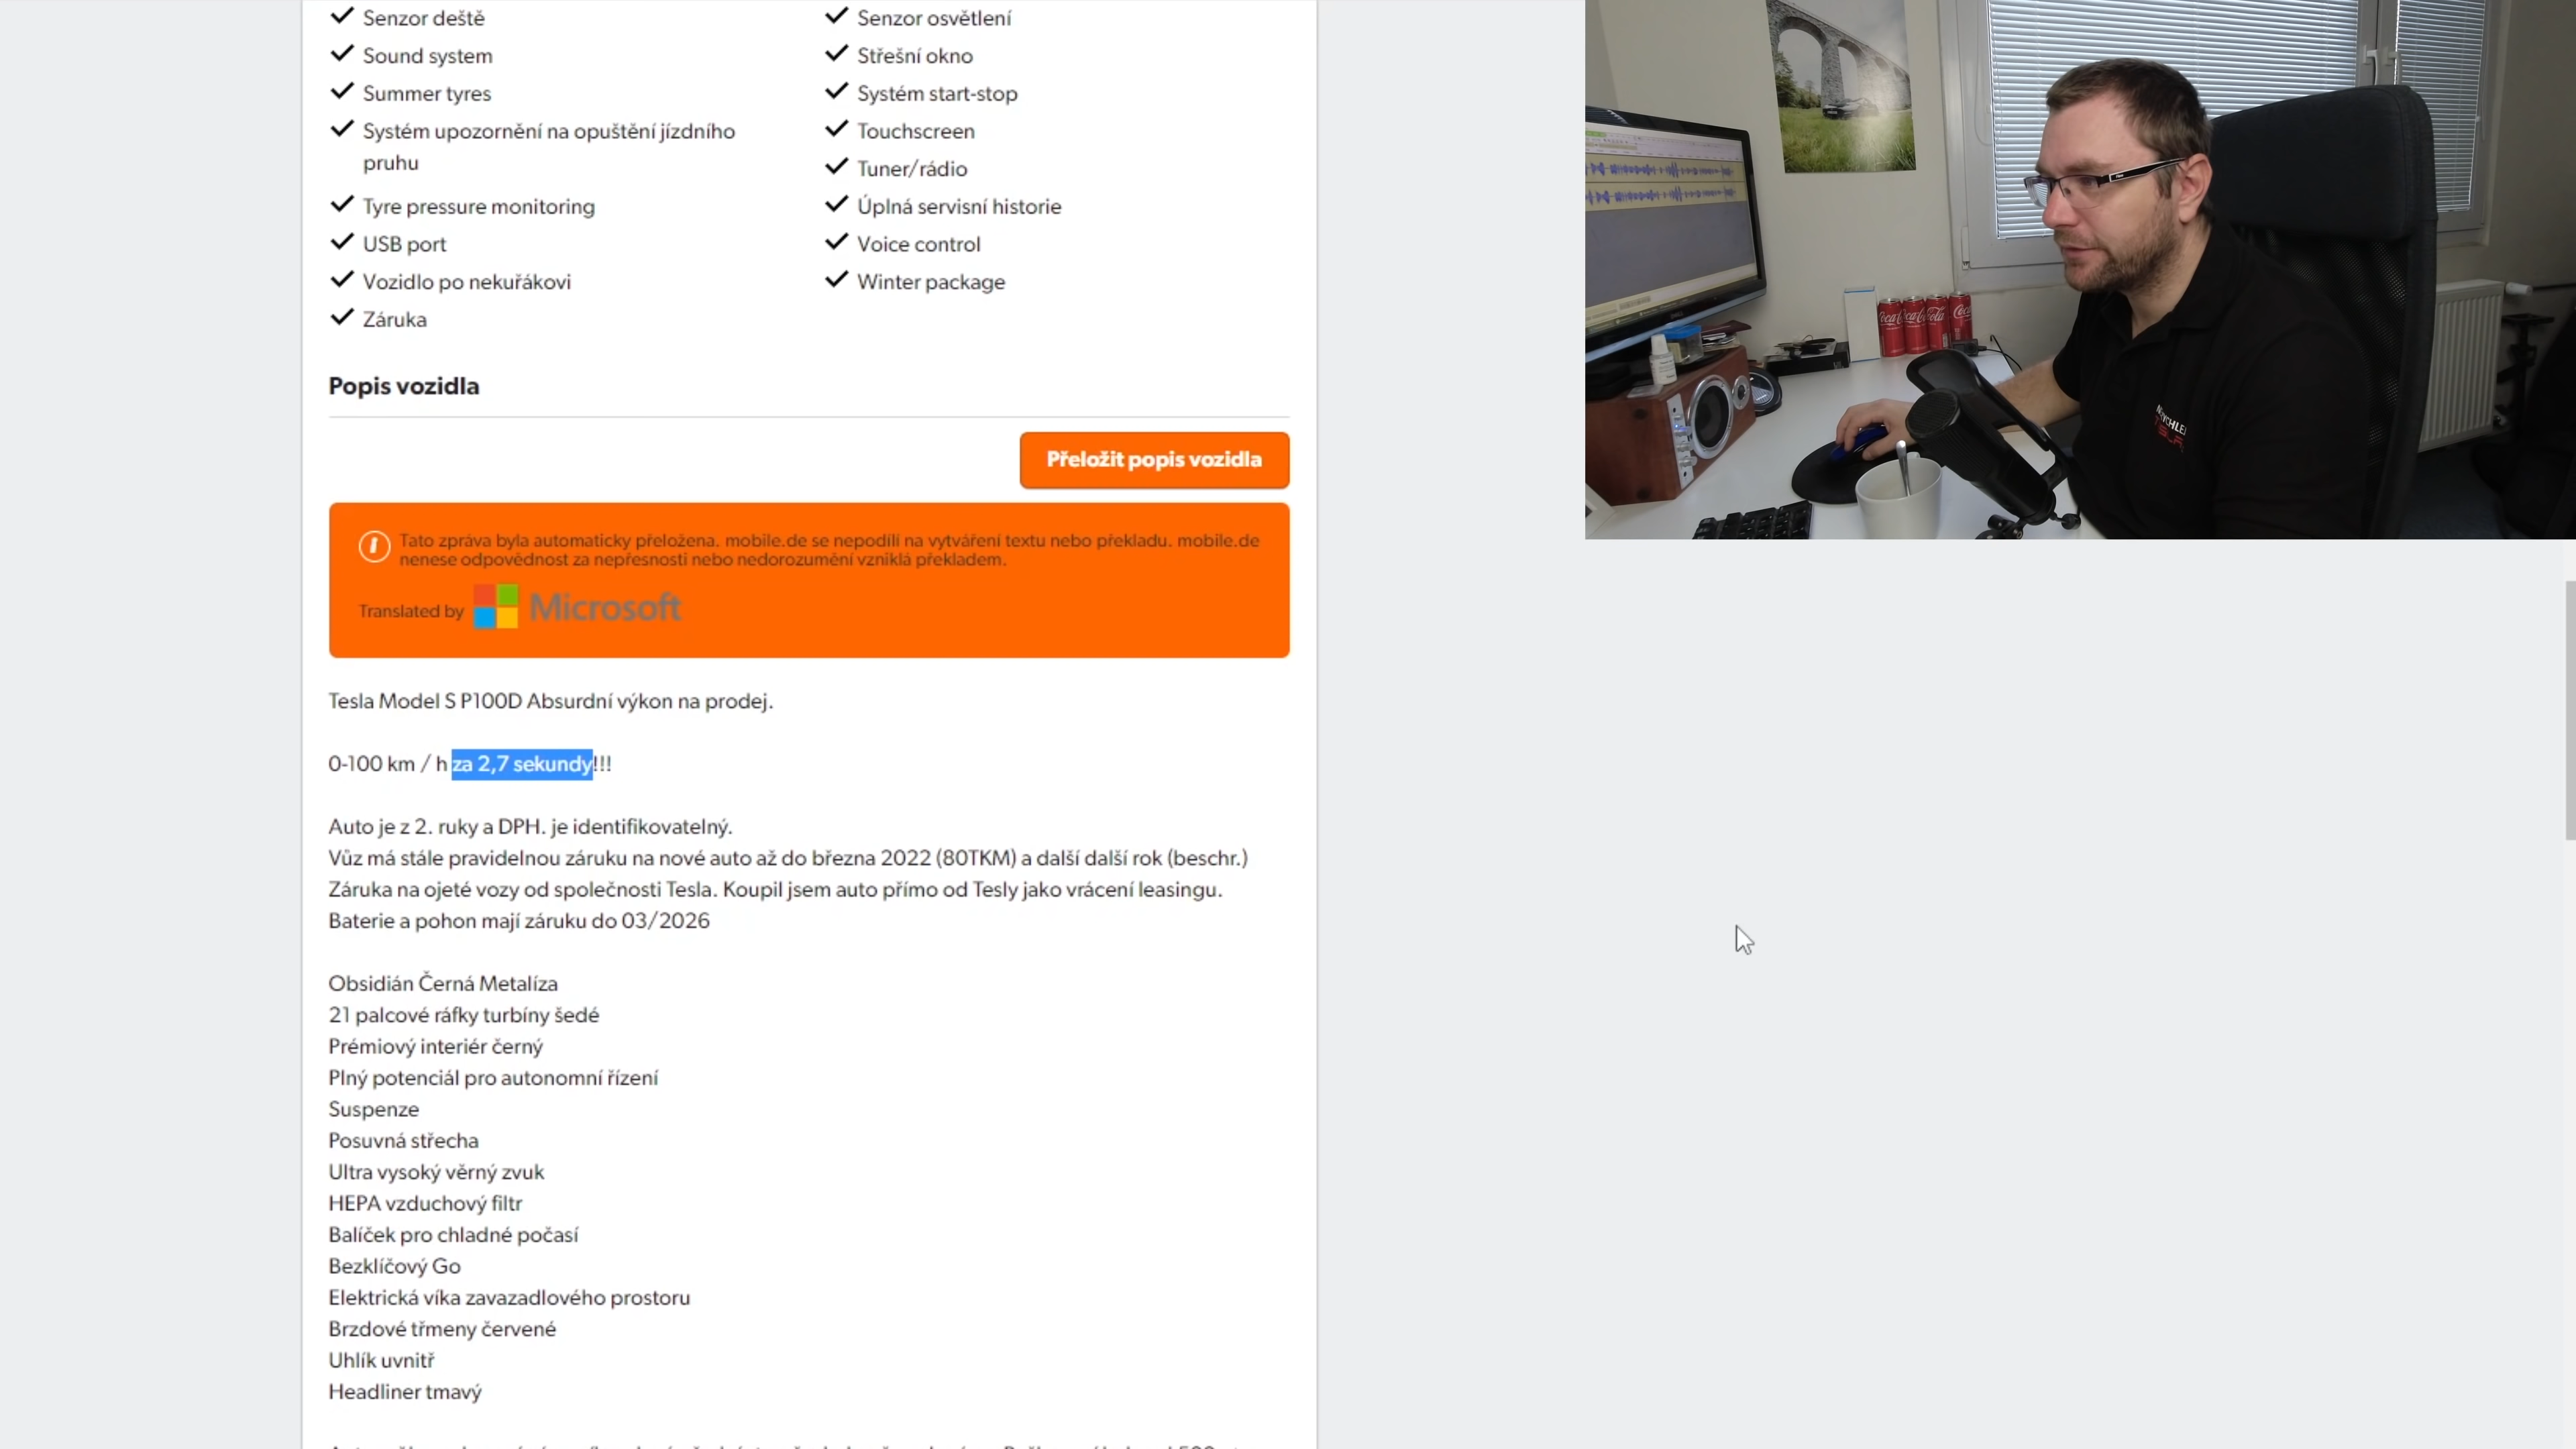 Senzor deště
Senzor osvětlení
Sound system
Střešní okno
Summer tyres
Systém start-stop
Systém upozornění na opuštění jízdního
pruhu
Touchscreen
Tuner/rádio
Tyre pressure monitoring
Úplná servisní historie
USB port
Voice control
Vozidlo po nekuřákovi
Winter package
Záruka
Popis vozidla
Přeložit popis vozidla
Tato zpráva byla automaticky přeložena. mobile.de se nepodílí na vytváření textu nebo překladu. mobile.de
nenese odpovědnost za nepřesnosti nebo nedorozumění vzniklá překladem.
Translated by Microsoft
Tesla Model S P100D Absurdní výkon na prodej.
0-100 km / h za 2,7 sekundy!!!
Auto je z 2. ruky a DPH. je identifikovatelný.
Vůz má stále pravidelnou záruku na nové auto až do března 2022 (80TKM) a další další rok (beschr.)
Záruka na ojeté vozy od společnosti Tesla. Koupil jsem auto přímo od Tesly jako vrácení leasingu.
Baterie a pohon mají záruku do 03/2026
Obsidián Černá Metalíza
21 palcové ráfky turbíny šedé
Prémiový interiér černý
Plný potenciál pro autonomní řízení
Suspenze
Posuvná střecha
Ultra vysoký věrný zvuk
HEPA vzduchový filtr
Balíček pro chladné počasí
Bezklíčový Go
Elektrická víka zavazadlového prostoru
Brzdové třmeny červené
Uhlík uvnitř
Headliner tmavý
Coca-Cola